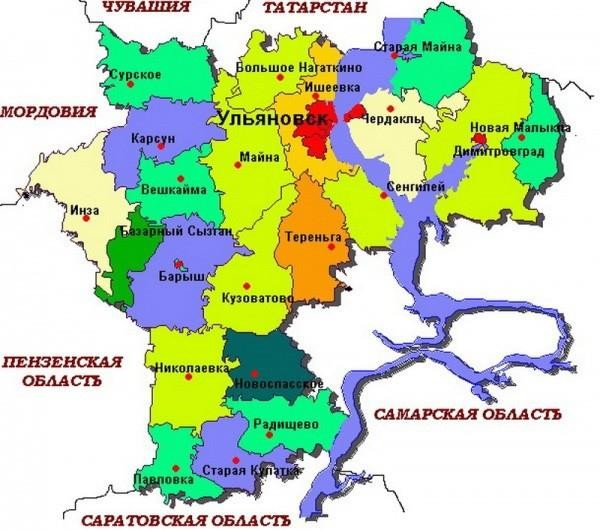 ЧУВАШИЯ
ТАТАРСТАН
Старая Майна
Сурское
Большое Нагаткино
Ишеевка
МОРДОВИЯ
Ульяновск
Чердаклы
Новая Малыкла
Карсун
Димитровград
Майна
Вешкайма
Сенгилей
Инза
Базарный Сызган
Тереньга
Барыш
Кузоватово
ПЕНЗЕНСКАЯ
ОБЛАСТЬ
Николаевка
Новоспасское
САМАРСКАЯ ОБЛАСТЬ
Радищево
Павловка
Старая Кулатка
САРАТОВСКАЯ ОБЛАСТЬ